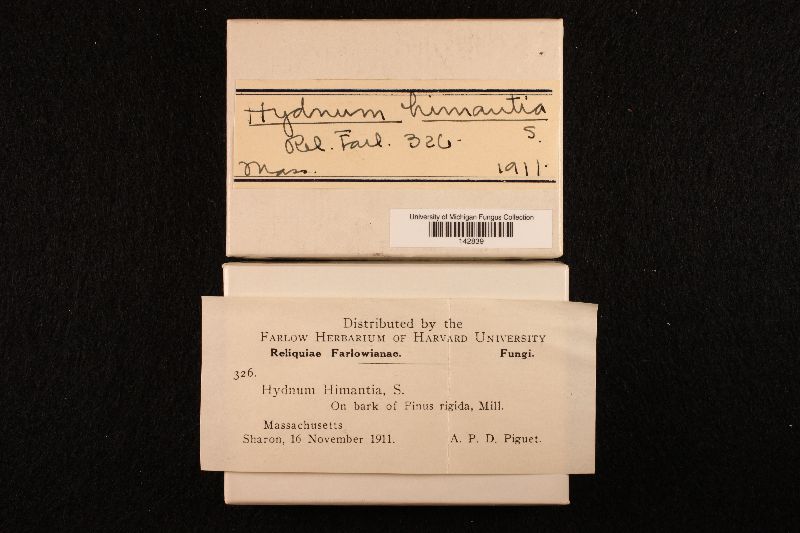 Hydnum himantia
S.
Rel. Farl. 326.
Mass. 1911.
University of Michigan Fungus Collection
142839
Distributed by the
FARLOW HERBARIUM OF HARVARD UNIVERSITY
Reliquiae Farlowianae. Fungi.
326.
Hydnum Himantia, S.
On bark of Pinus rigida, Mill.
Massachusetts
Sharon, 16 November 1911. A. P. D. Piguet.